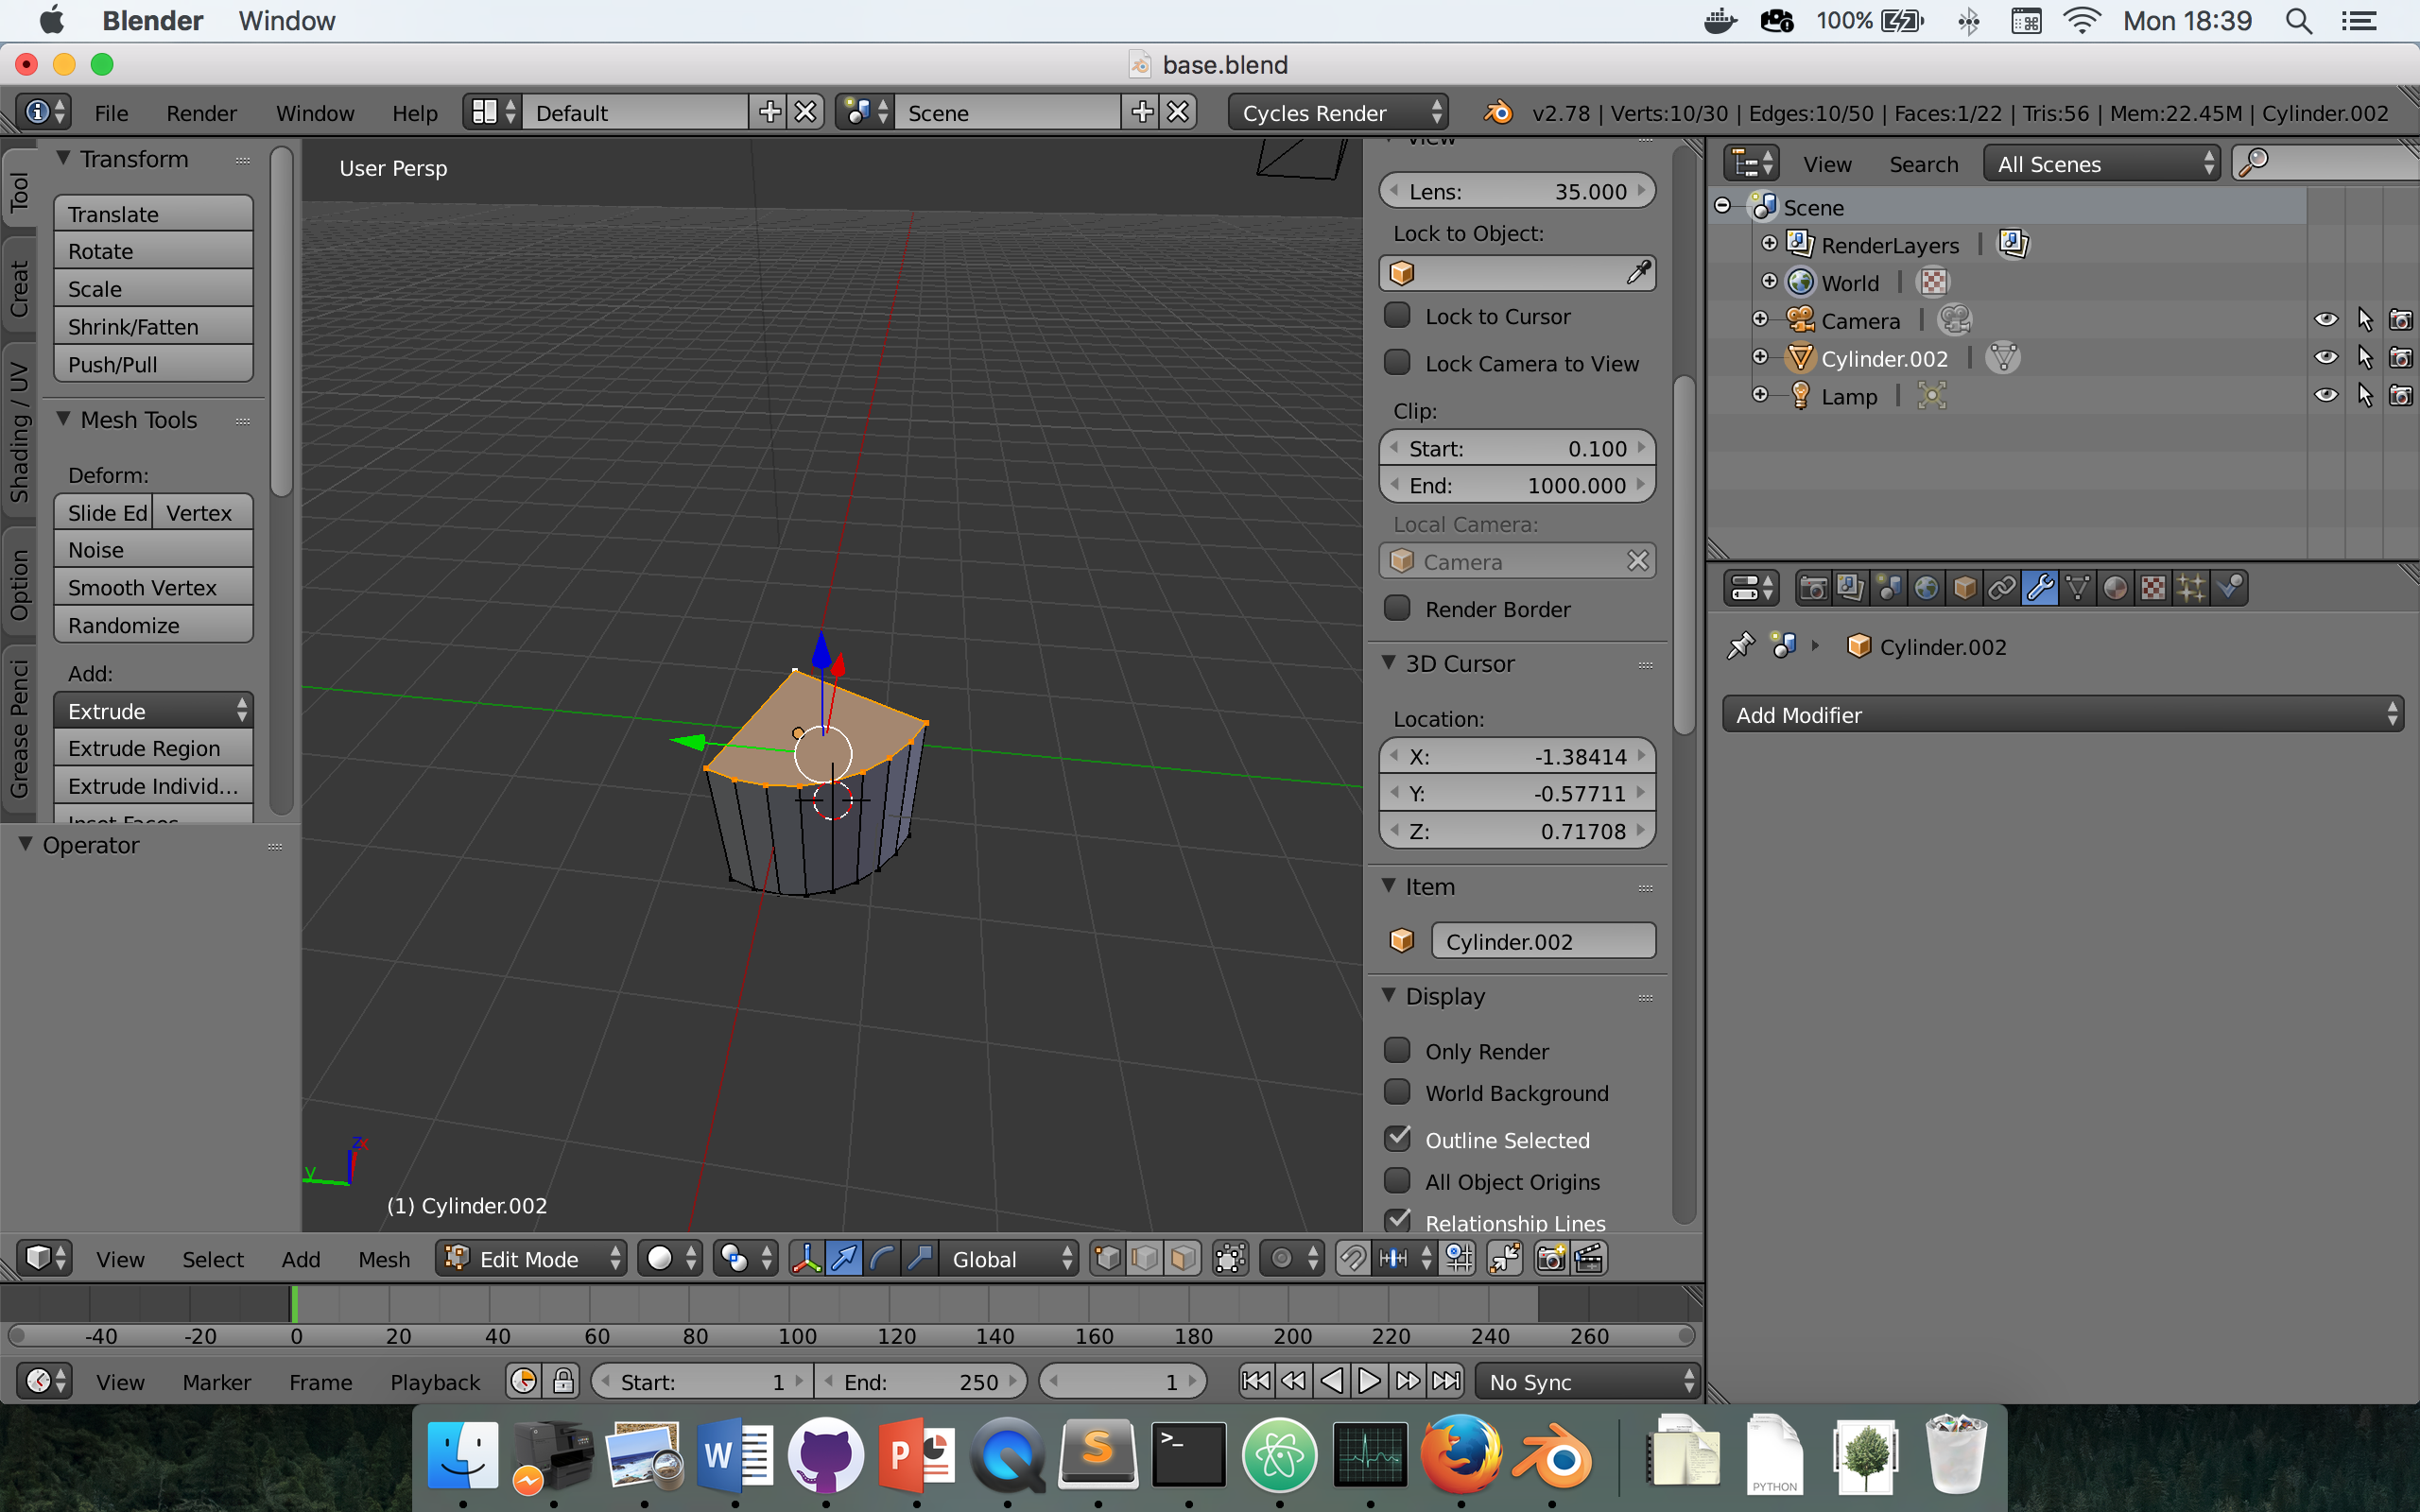 Blender Window 100% Mon 18:39
base.blend
File Render Window Help Default Scene Cycles Render v2.78 | Verts:10/30 | Edges:10/50 | Faces:1/22 | Tris:56 | Mem:22.45M | Cylinder.002
Tool
Creat
Shading / UV
Option
Grease Penci
Transform
Translate
Rotate
Scale
Shrink/Fatten
Push/Pull
Mesh Tools
Deform:
Slide Ed Vertex
Noise
Smooth Vertex
Randomize
Add:
Extrude
Extrude Region
Extrude Individ...
Inset Faces
Operator
User Persp
z x
y
(1) Cylinder.002
View
Lens: 35.000
Lock to Object:
Lock to Cursor
Lock Camera to View
Clip:
Start: 0.100
End: 1000.000
Local Camera:
Camera
Render Border
3D Cursor
Location:
X: -1.38414
Y: -0.57711
Z: 0.71708
Item
Cylinder.002
Display
Only Render
World Background
Outline Selected
All Object Origins
Relationship Lines
View Search All Scenes
Scene
RenderLayers |
World |
Camera |
Cylinder.002 |
Lamp |
Cylinder.002
Add Modifier
View Select Add Mesh Edit Mode Global
-40 -20 0 20 40 60 80 100 120 140 160 180 200 220 240 260
View Marker Frame Playback Start: 1 End: 250 1 No Sync
W P S >_ PYTHON